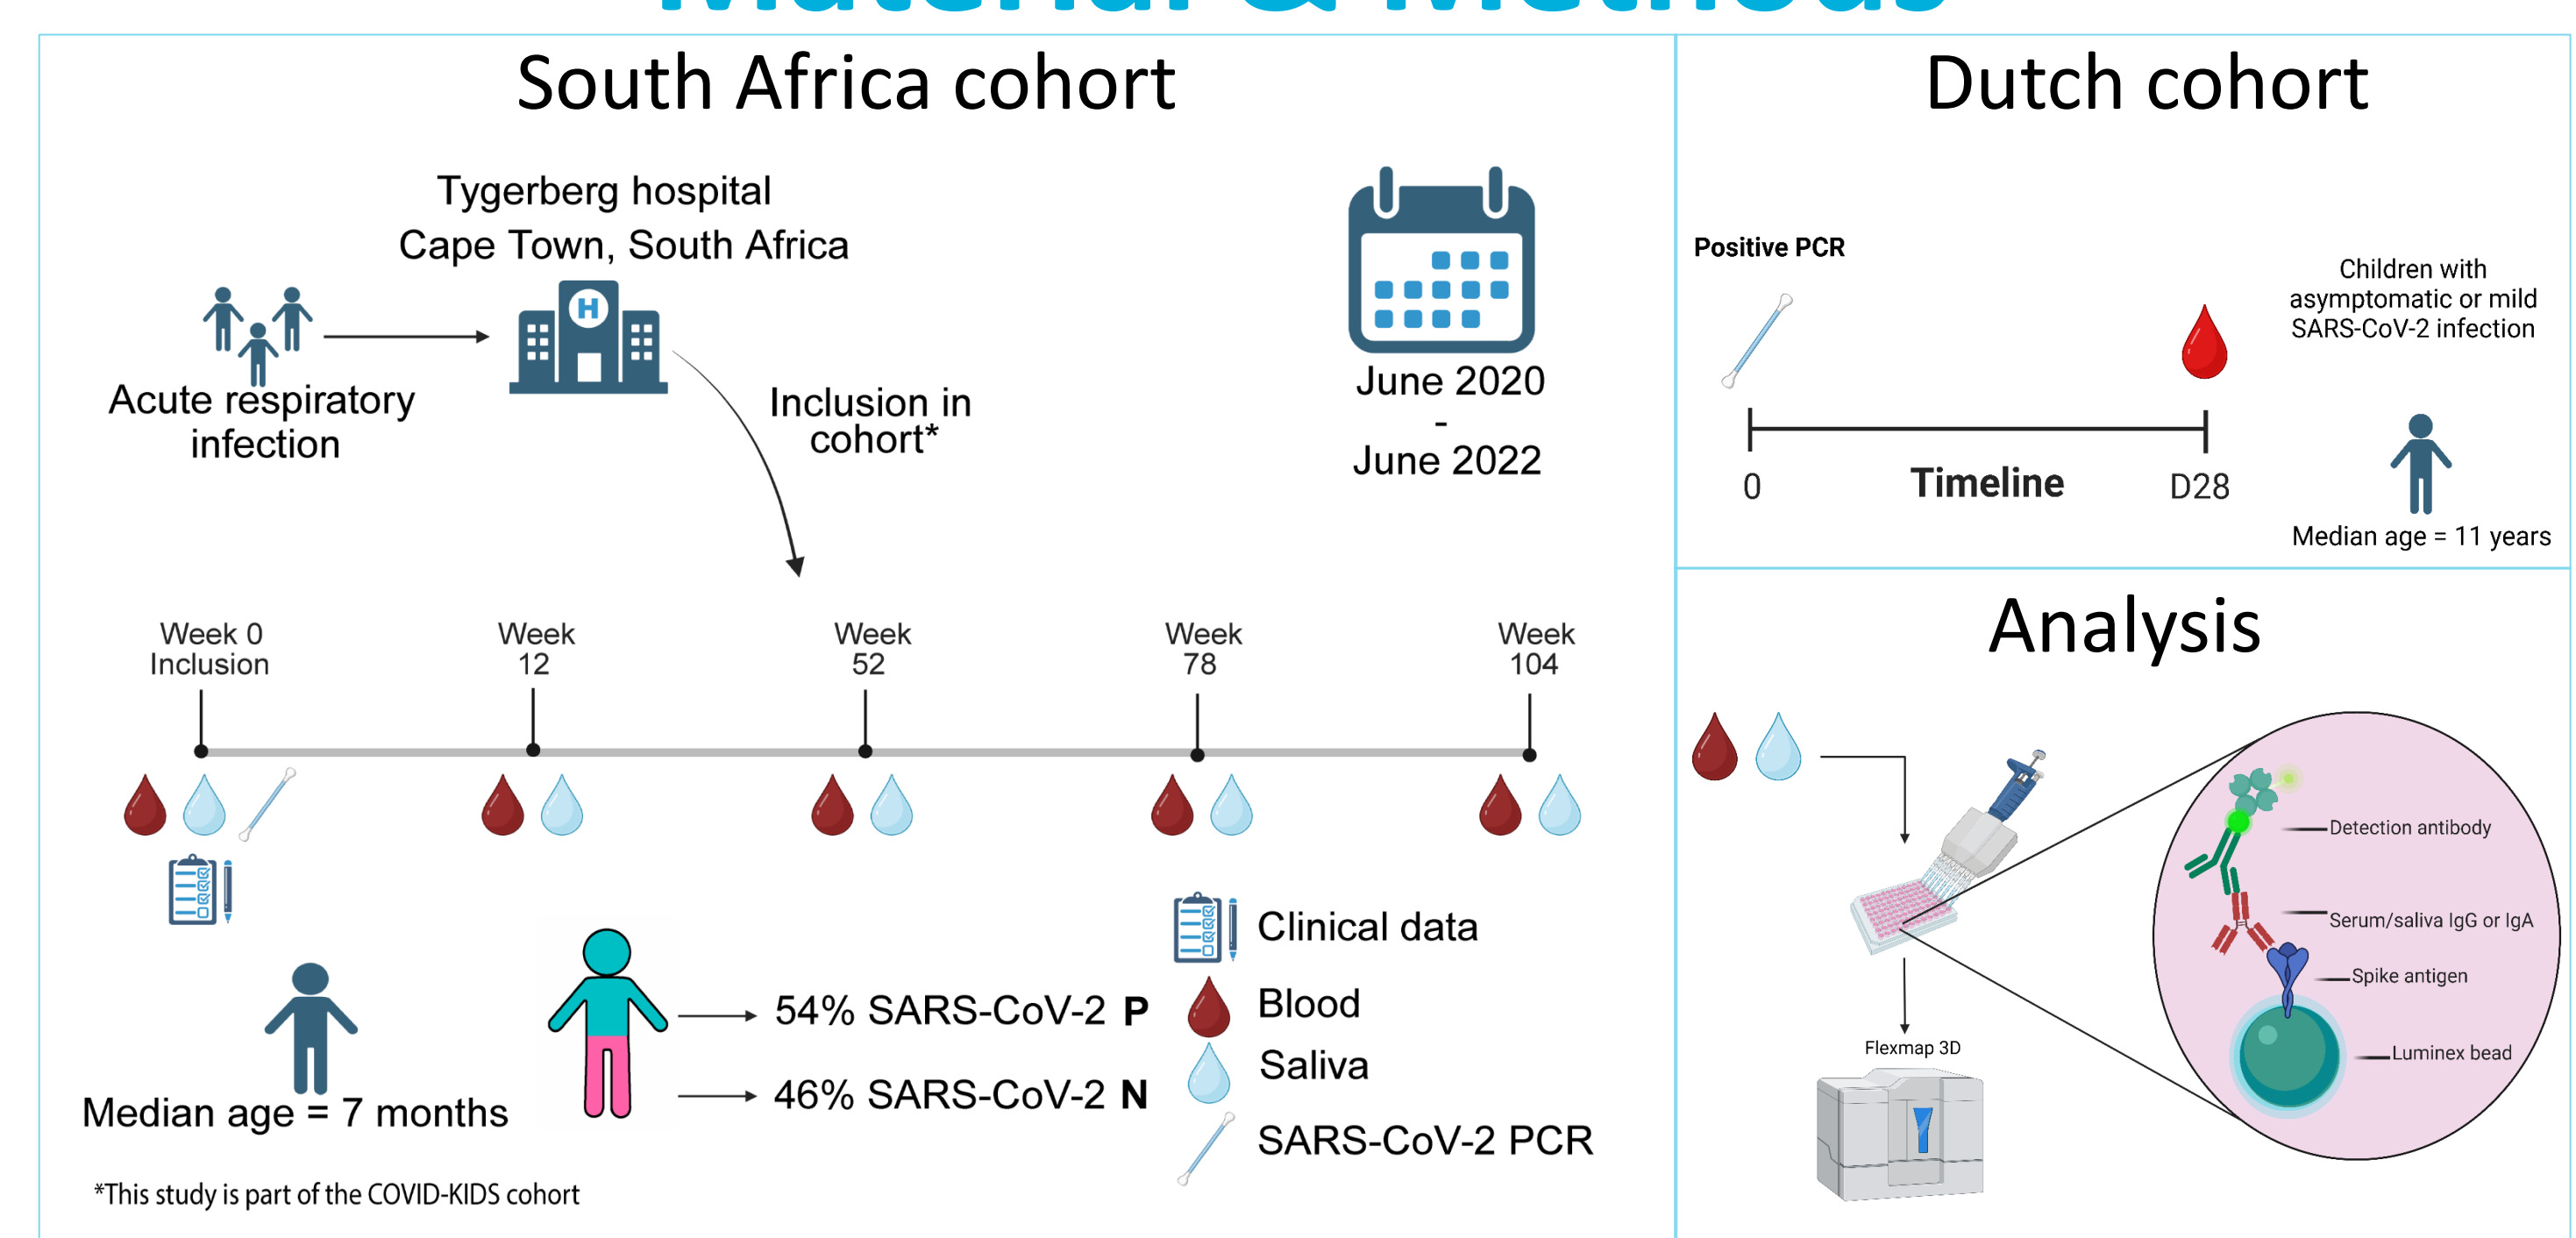 Material & Methods
South Africa cohort
Tygerberg hospital
Cape Town, South Africa
H
Acute respiratory
infection
Inclusion in
cohort*
June 2020
-
June 2022
Week 0
Inclusion
Week
12
Week
52
Week
78
Week
104
Median age = 7 months
54% SARS-CoV-2 P
46% SARS-CoV-2 N
Clinical data
Blood
Saliva
SARS-CoV-2 PCR
*This study is part of the COVID-KIDS cohort
Dutch cohort
Positive PCR
Children with
asymptomatic or mild
SARS-CoV-2 infection
0
Timeline
D28
Median age = 11 years
Analysis
Flexmap 3D
Detection antibody
Serum/saliva IgG or IgA
Spike antigen
Luminex bead